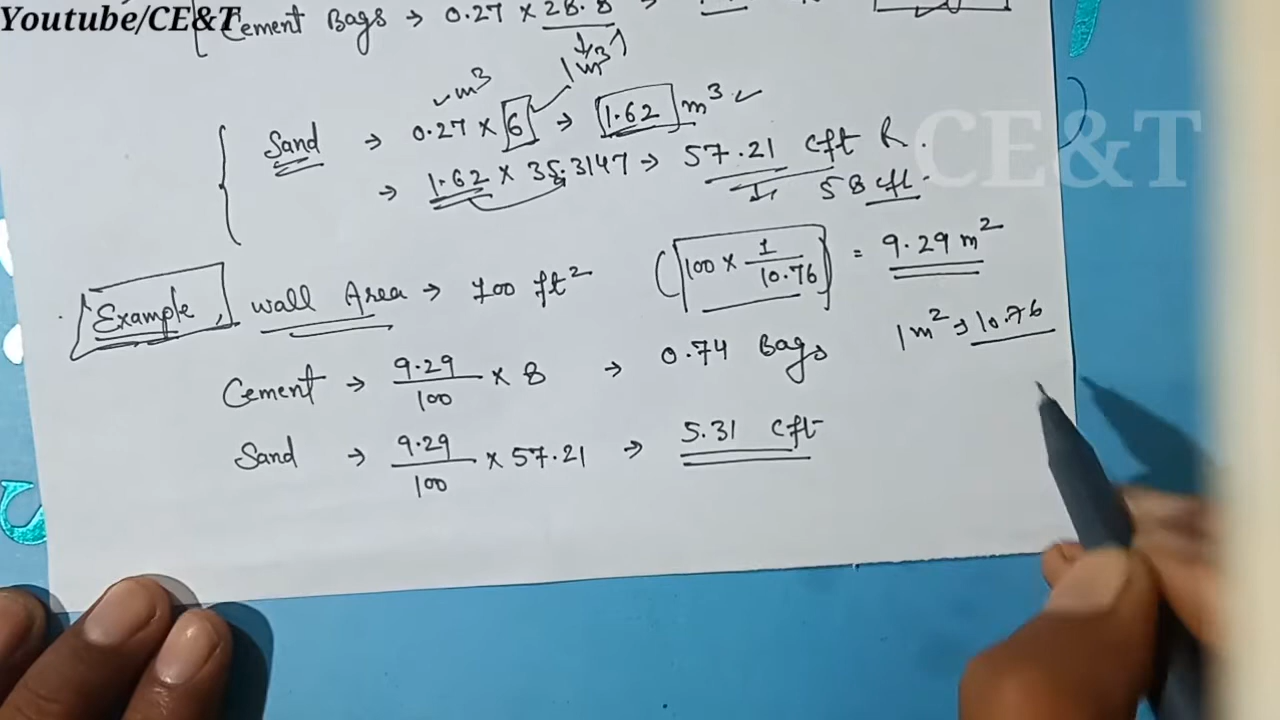 Youtube/CE&T
Cement Bags → 0.27 × 28.8
1m³
m³
Sand → 0.27 × 6 → 1.62 m³
CE&T
→ 1.62 × 35.3147 → 57.21 cft
58 cft.
Example, wall Area → 100 ft² (100 × 1/10.76) = 9.29 m²
1m² → 10.76
Cement → 9.29/100 × 8 → 0.74 Bags
Sand → 9.29/100 × 57.21 → 5.31 cft